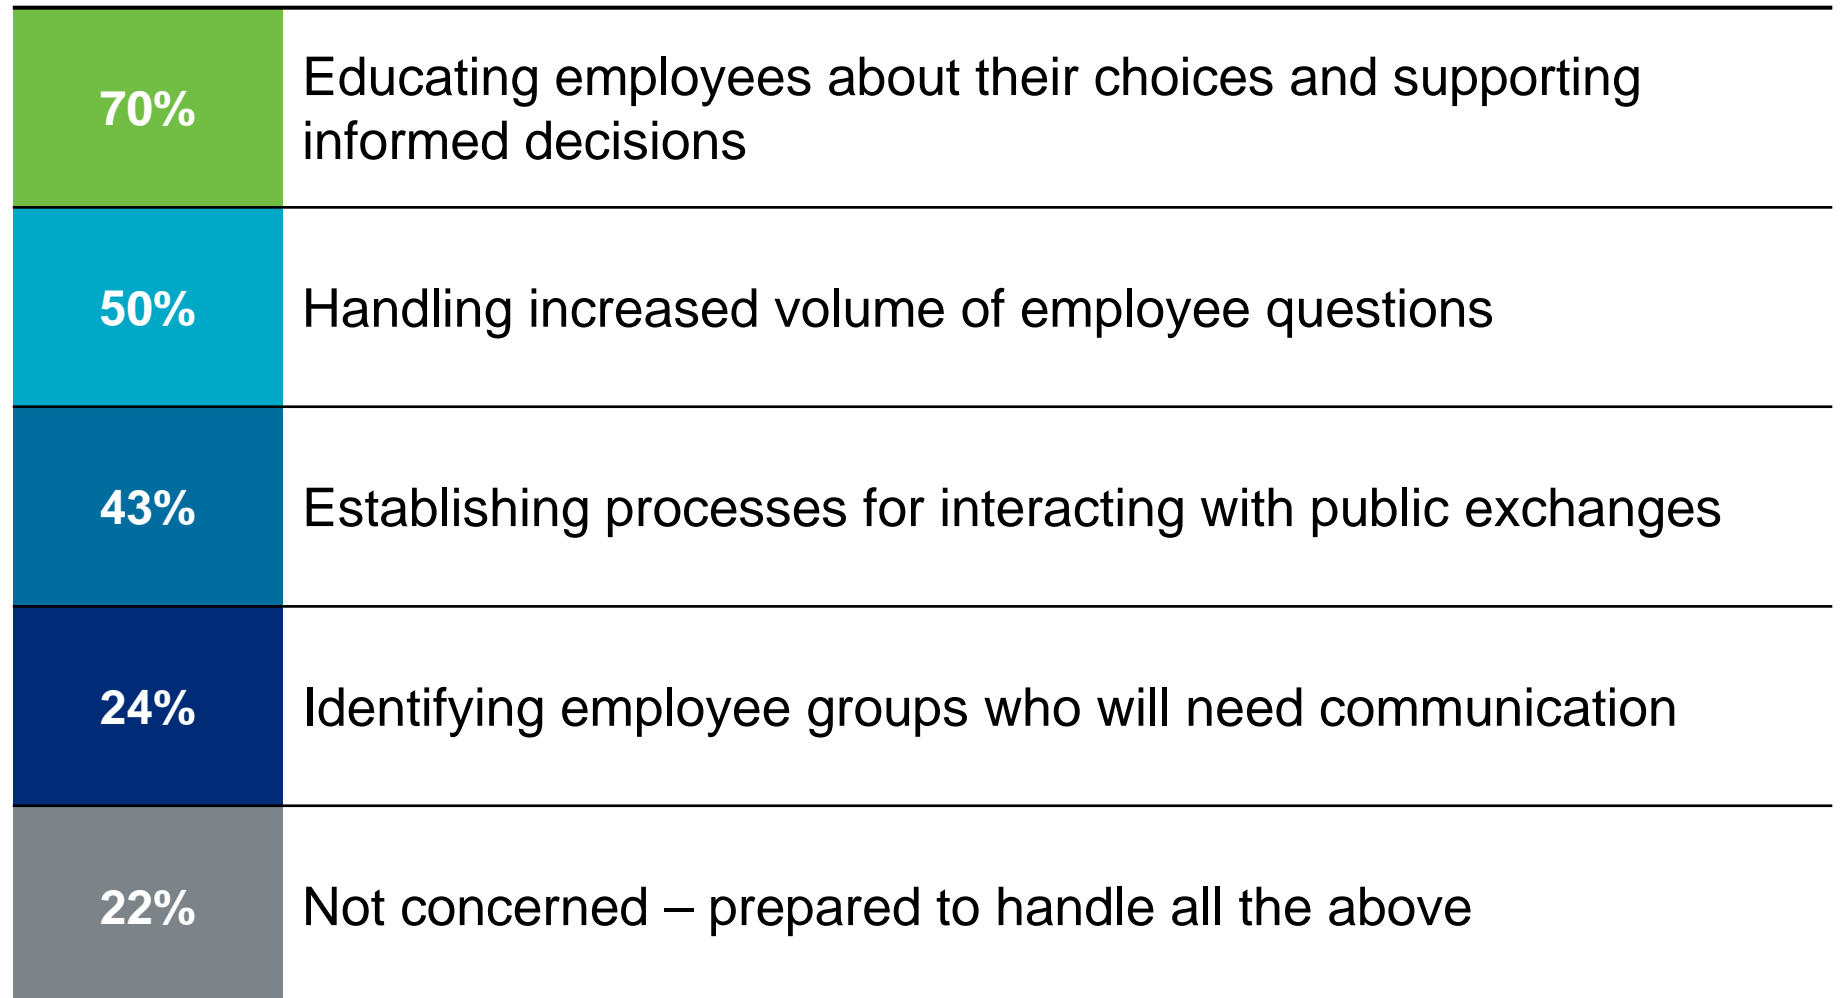 70%
Educating employees about their choices and supporting
informed decisions
50%
Handling increased volume of employee questions
43%
Establishing processes for interacting with public exchanges
24%
Identifying employee groups who will need communication
22%
Not concerned – prepared to handle all the above